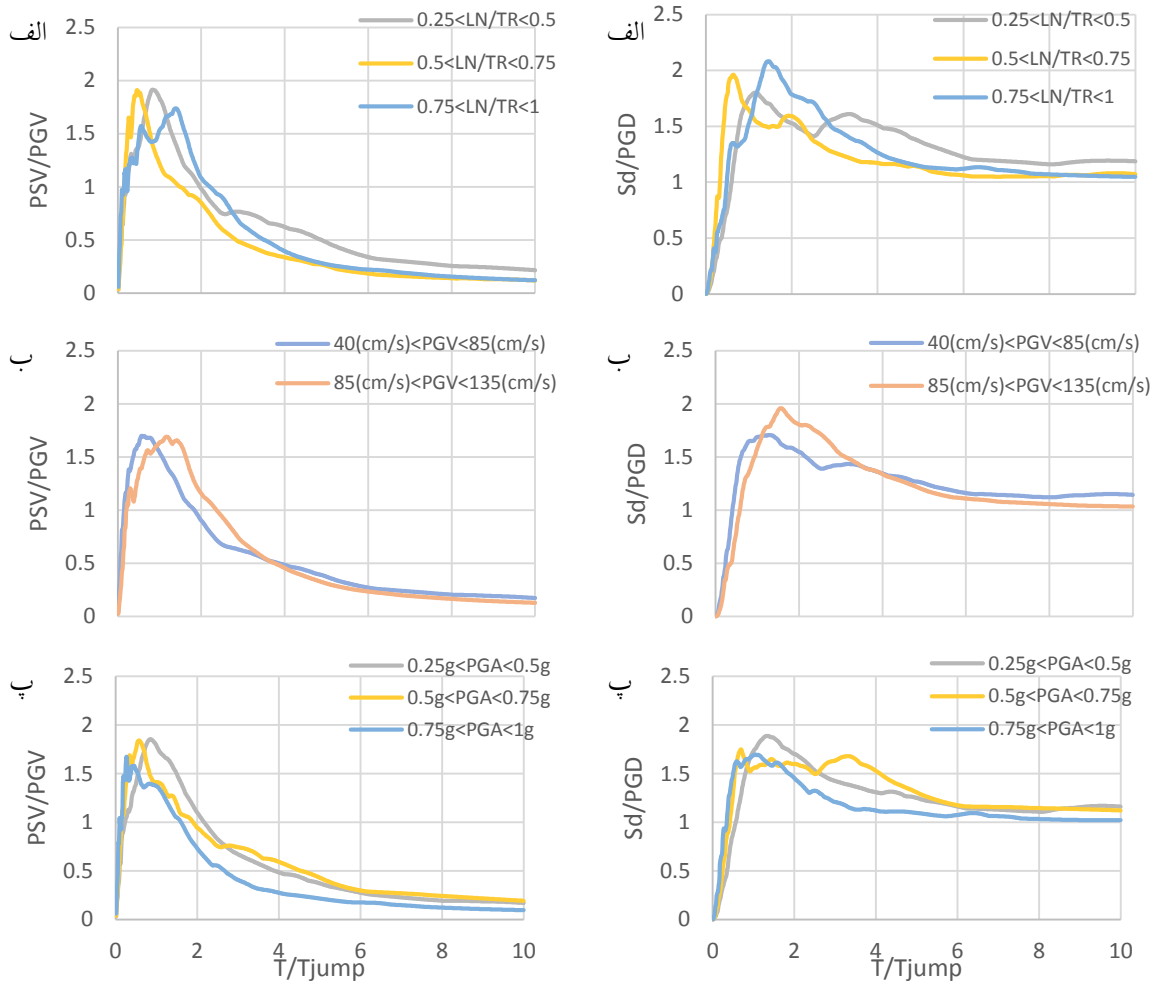 الف
0.25<LN/TR<0.5
0.5<LN/TR<0.75
0.75<LN/TR<1
2.5
2
1.5
1
0.5
0
PSV/PGV
الف
0.25<LN/TR<0.5
0.5<LN/TR<0.75
0.75<LN/TR<1
2.5
2
1.5
1
0.5
0
Sd/PGD
ب
40(cm/s)<PGV<85(cm/s)
85(cm/s)<PGV<135(cm/s)
2.5
2
1.5
1
0.5
0
PSV/PGV
ب
40(cm/s)<PGV<85(cm/s)
85(cm/s)<PGV<135(cm/s)
2.5
2
1.5
1
0.5
0
Sd/PGD
پ
0.25g<PGA<0.5g
0.5g<PGA<0.75g
0.75g<PGA<1g
2.5
2
1.5
1
0.5
0
PSV/PGV
0 2 4 6 8 10
T/Tjump
پ
0.25g<PGA<0.5g
0.5g<PGA<0.75g
0.75g<PGA<1g
2.5
2
1.5
1
0.5
0
Sd/PGD
0 2 4 6 8 10
T/Tjump